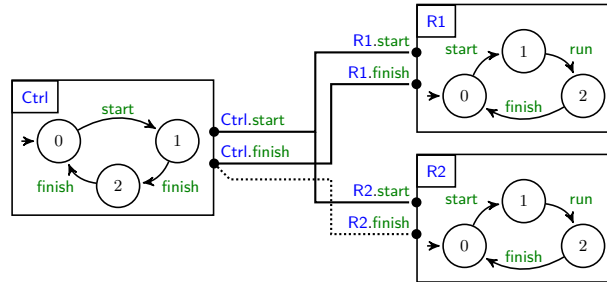 R1
R1.start
start
1
run
R1.finish
0
finish
2
Ctrl
start
0
1
finish
2
finish
Ctrl.start
Ctrl.finish
R2
R2.start
start
1
run
R2.finish
0
finish
2